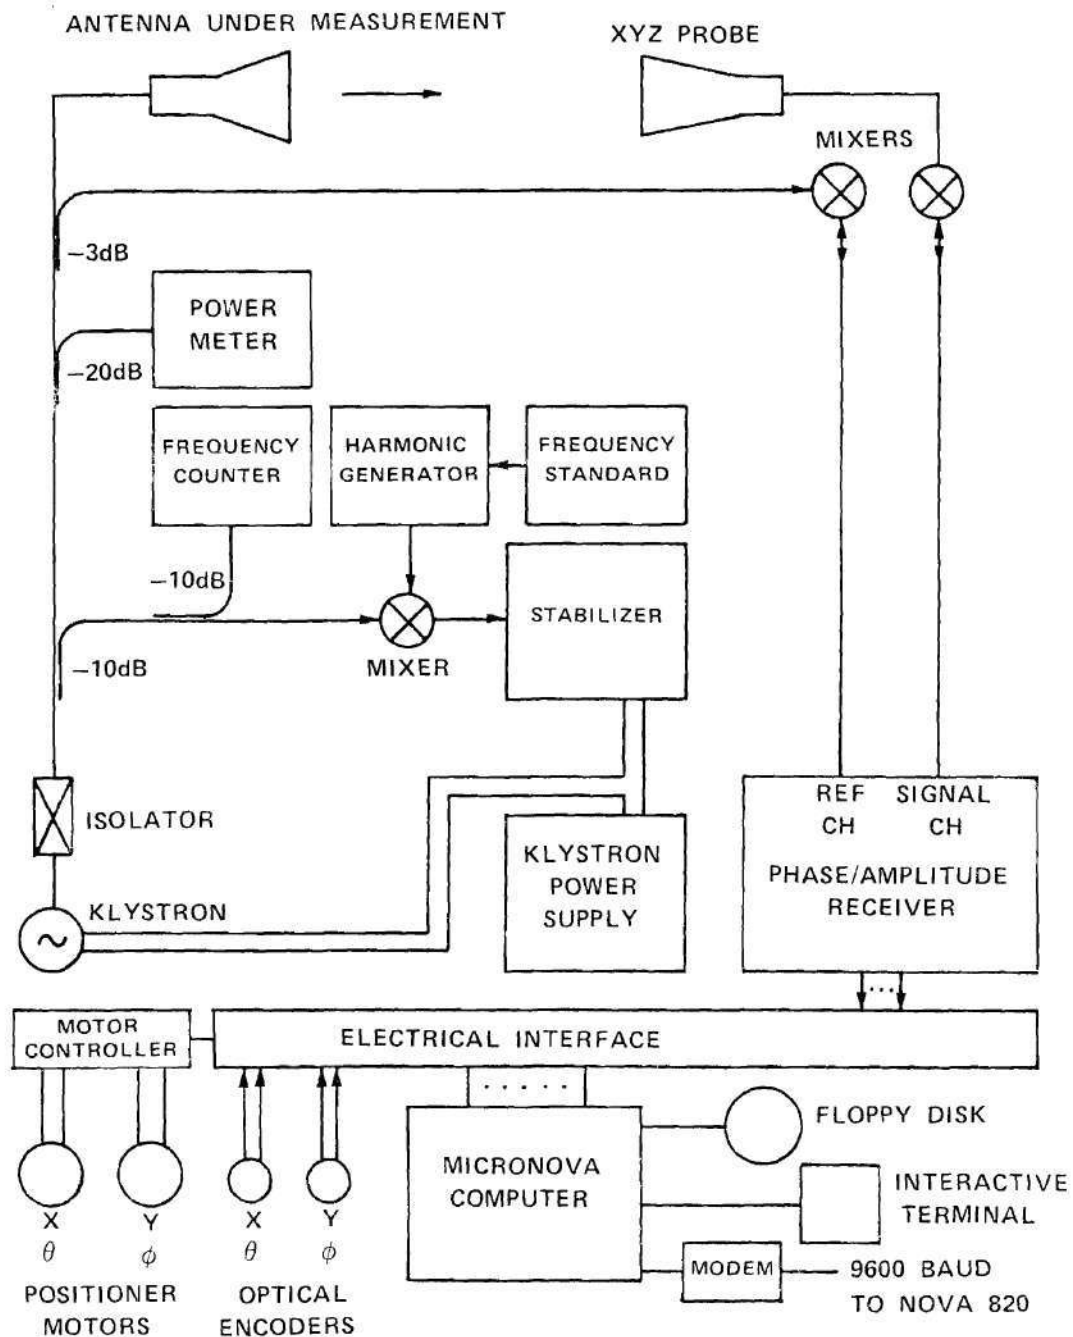 ANTENNA UNDER MEASUREMENT
XYZ PROBE
MIXERS
−3dB
POWER
METER
−20dB
FREQUENCY
COUNTER
HARMONIC
GENERATOR
FREQUENCY
STANDARD
−10dB
STABILIZER
−10dB
MIXER
ISOLATOR
REF
CH
SIGNAL
CH
PHASE/AMPLITUDE
RECEIVER
KLYSTRON
POWER
SUPPLY
KLYSTRON
~
MOTOR
CONTROLLER
ELECTRICAL INTERFACE
FLOPPY DISK
MICRONOVA
COMPUTER
INTERACTIVE
TERMINAL
X
θ
Y
ϕ
X
θ
Y
ϕ
MODEM
9600 BAUD
TO NOVA 820
POSITIONER
MOTORS
OPTICAL
ENCODERS